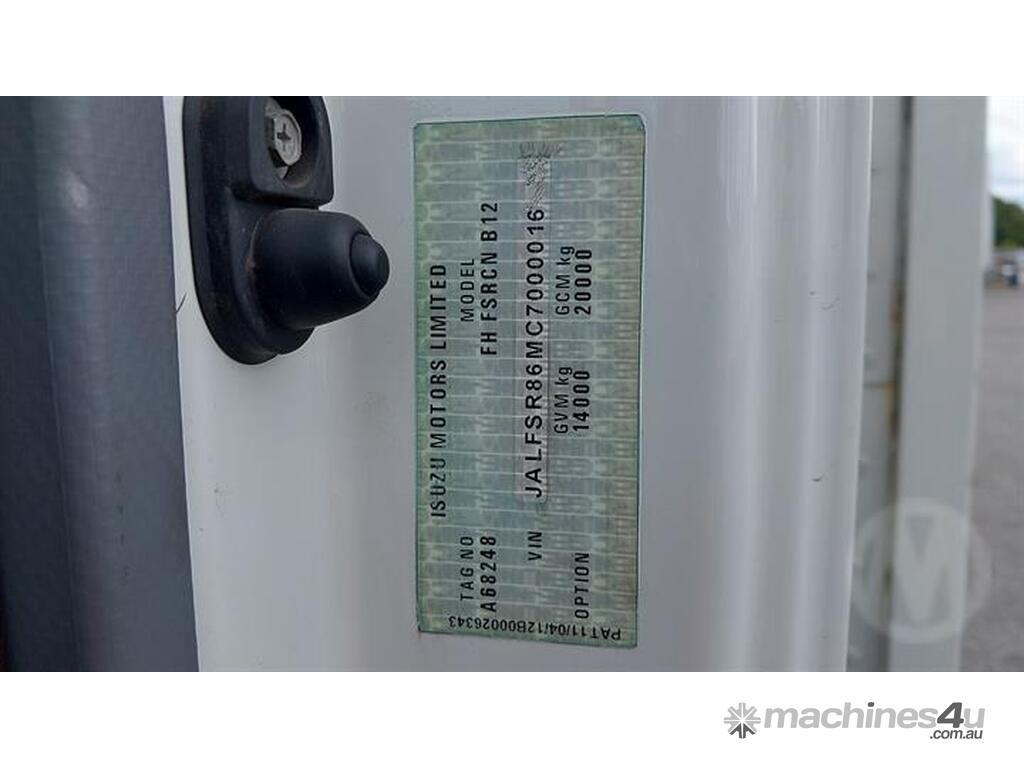 ISUZU MOTORS LIMITED
TAG NO MODEL
A68248 FH FSRCN B12
VIN JALFSR86MC7000016
GVM kg GCM kg
OPTION 14000 20000
PAT11/04/12B00026343
M
machines4u
.com.au